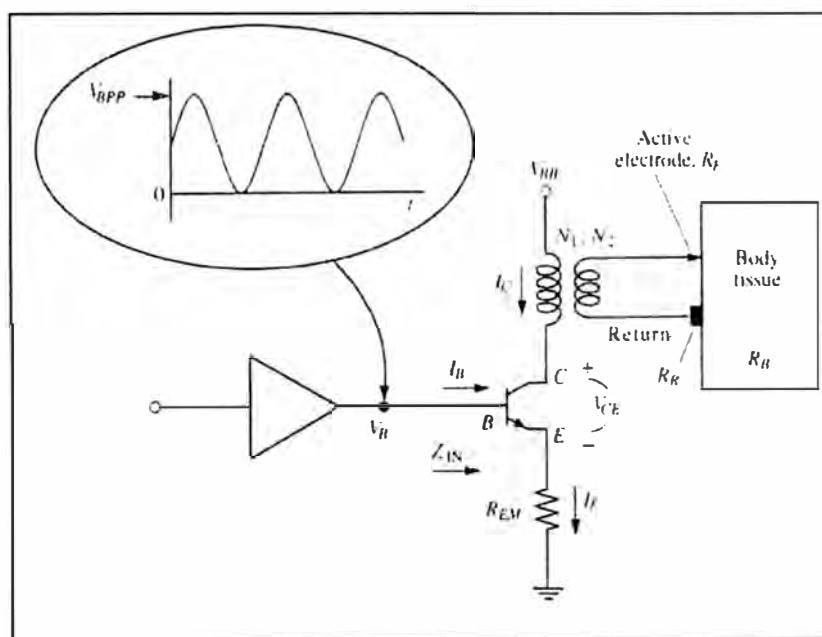 V_BPP
0
t
Active
electrode, R_E
V_BB
N_1 : N_2
Body
tissue
I_C
Return
R_B
R_R
I_B
C
+
V_CE
B
V_B
E
−
Z_IN
R_EM
I_E